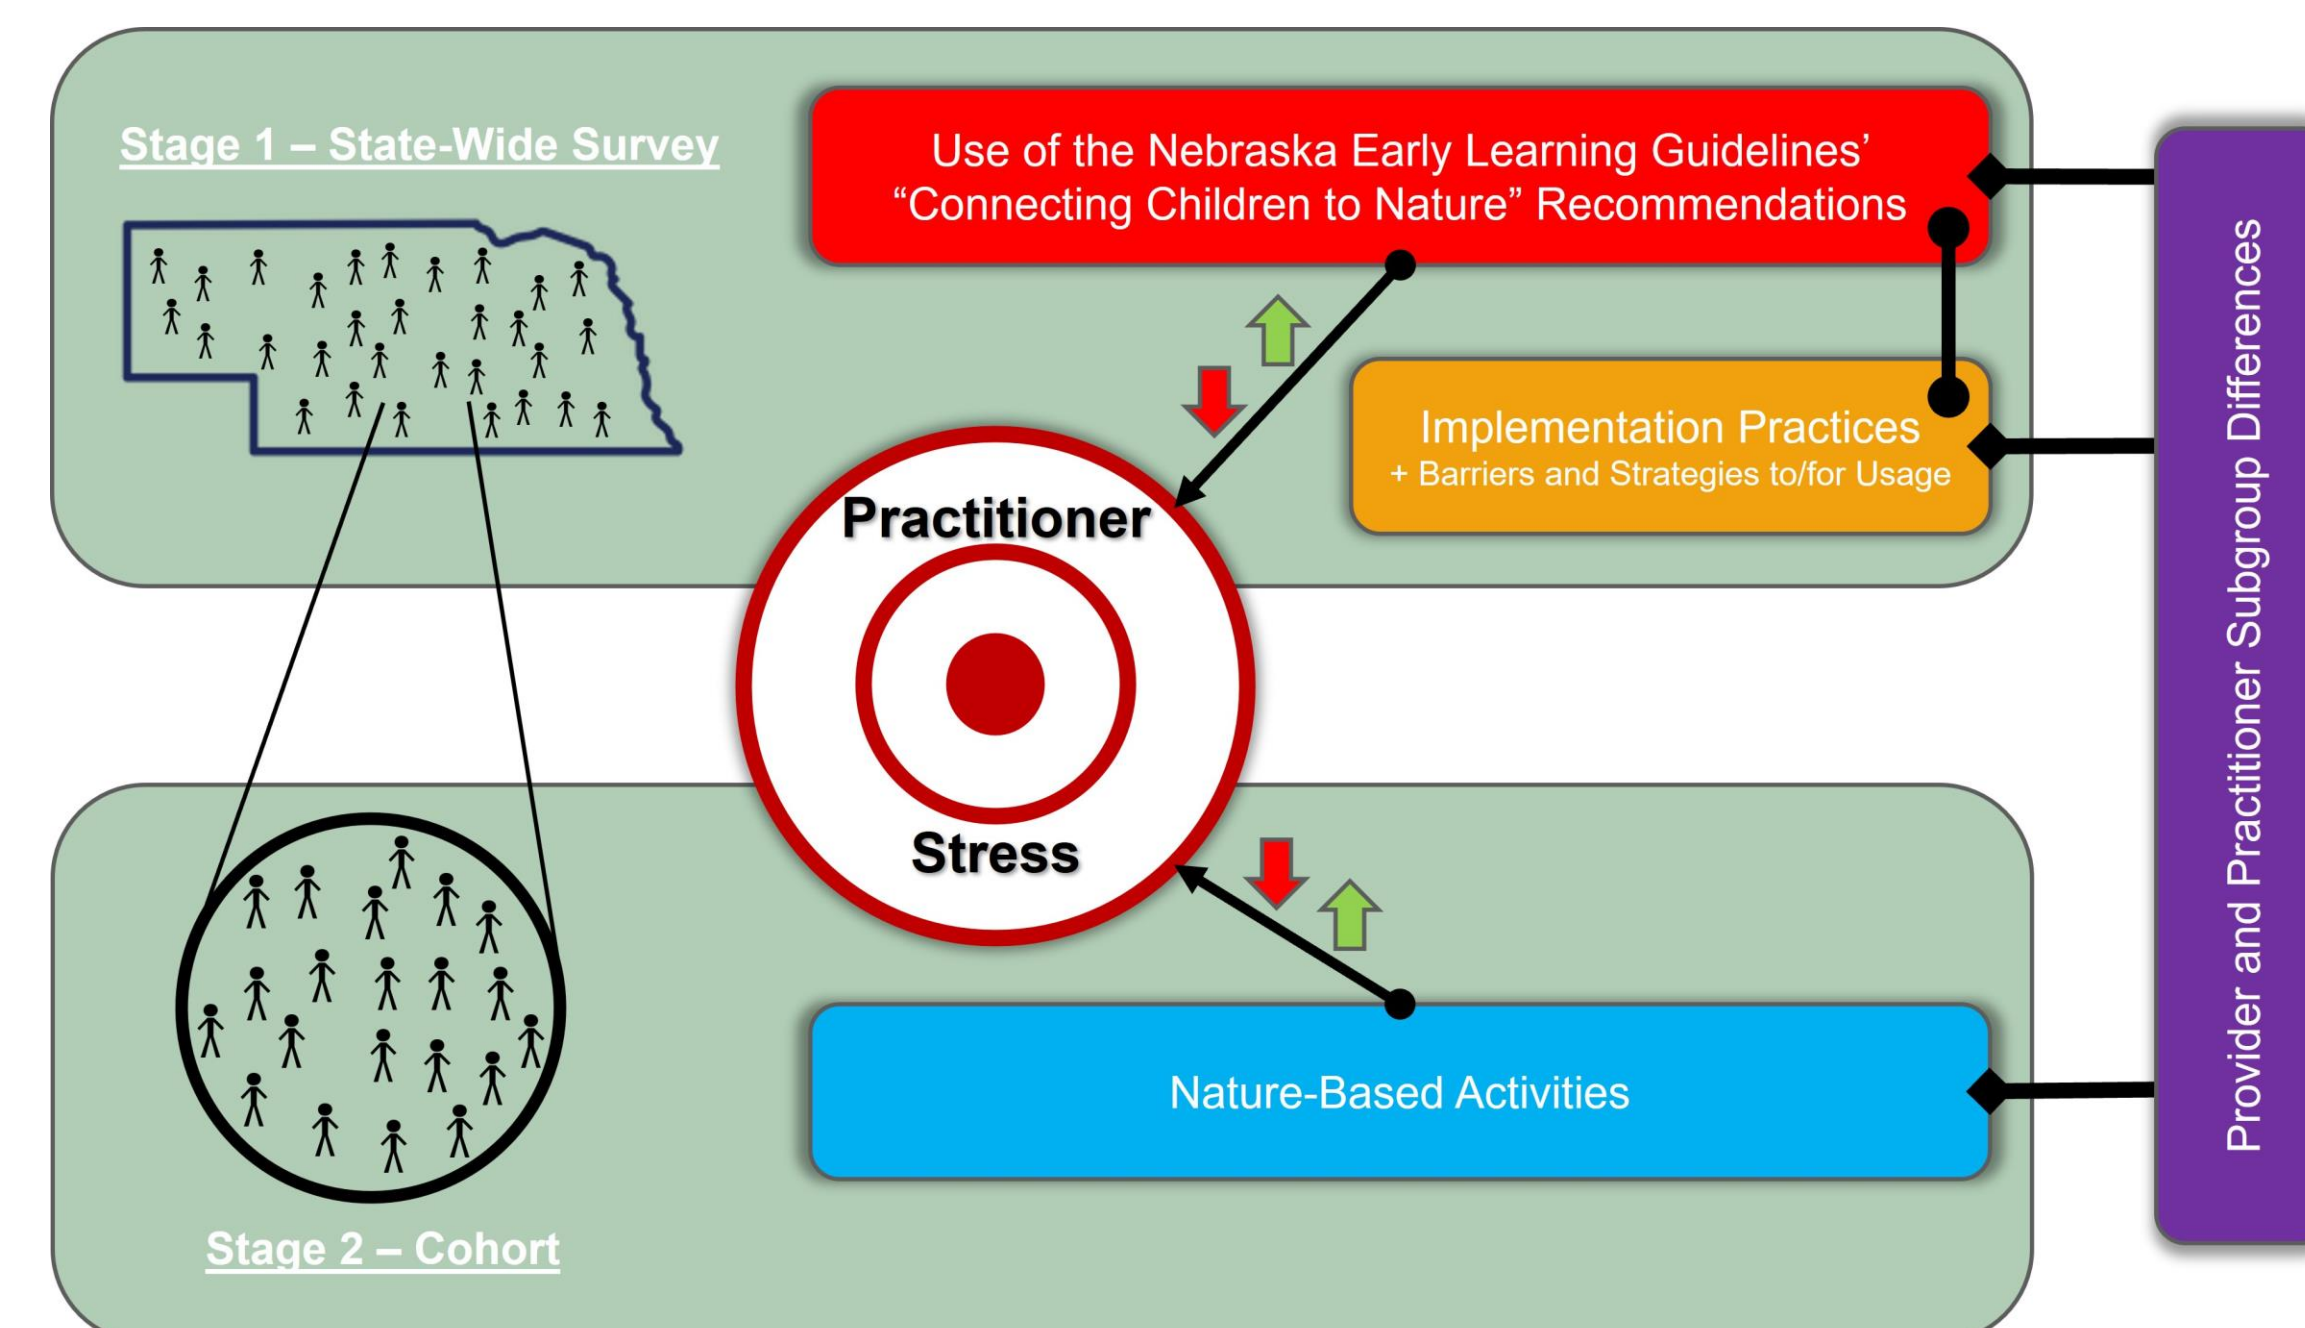 Stage 1 – State-Wide Survey
Use of the Nebraska Early Learning Guidelines’
“Connecting Children to Nature” Recommendations
Implementation Practices
+ Barriers and Strategies to/for Usage
Practitioner
Stress
Nature-Based Activities
Stage 2 – Cohort
Provider and Practitioner Subgroup Differences